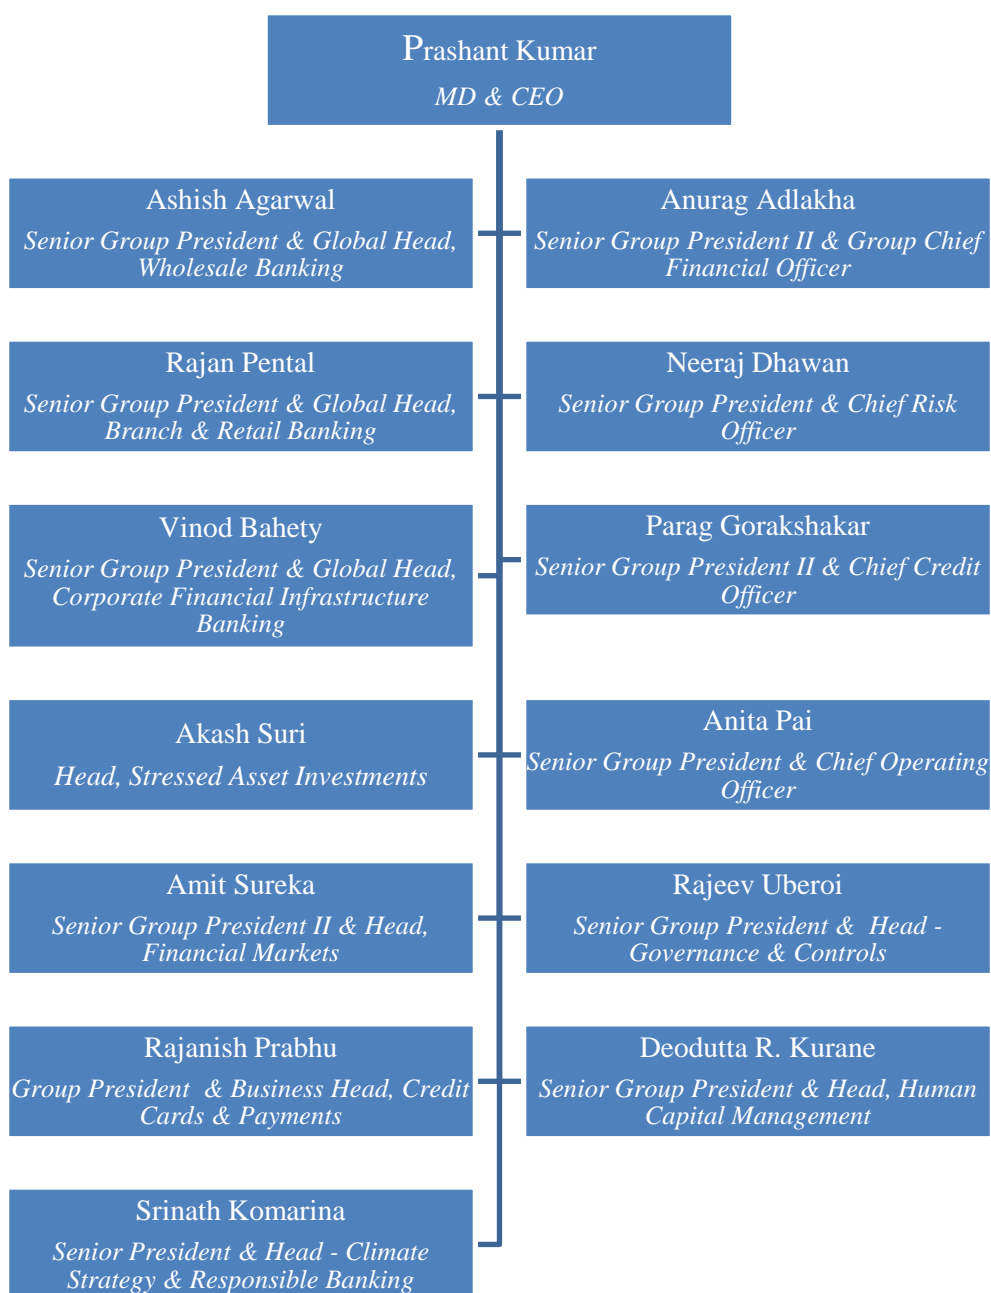 Prashant Kumar
MD & CEO
Ashish Agarwal
Senior Group President & Global Head,
Wholesale Banking
Anurag Adlakha
Senior Group President II & Group Chief
Financial Officer
Rajan Pental
Senior Group President & Global Head,
Branch & Retail Banking
Neeraj Dhawan
Senior Group President & Chief Risk
Officer
Vinod Bahety
Senior Group President & Global Head,
Corporate Financial Infrastructure
Banking
Parag Gorakshakar
Senior Group President II & Chief Credit
Officer
Akash Suri
Head, Stressed Asset Investments
Anita Pai
Senior Group President & Chief Operating
Officer
Amit Sureka
Senior Group President II & Head,
Financial Markets
Rajeev Uberoi
Senior Group President &  Head -
Governance & Controls
Rajanish Prabhu
Group President  & Business Head, Credit
Cards & Payments
Deodutta R. Kurane
Senior Group President & Head, Human
Capital Management
Srinath Komarina
Senior President & Head - Climate
Strategy & Responsible Banking